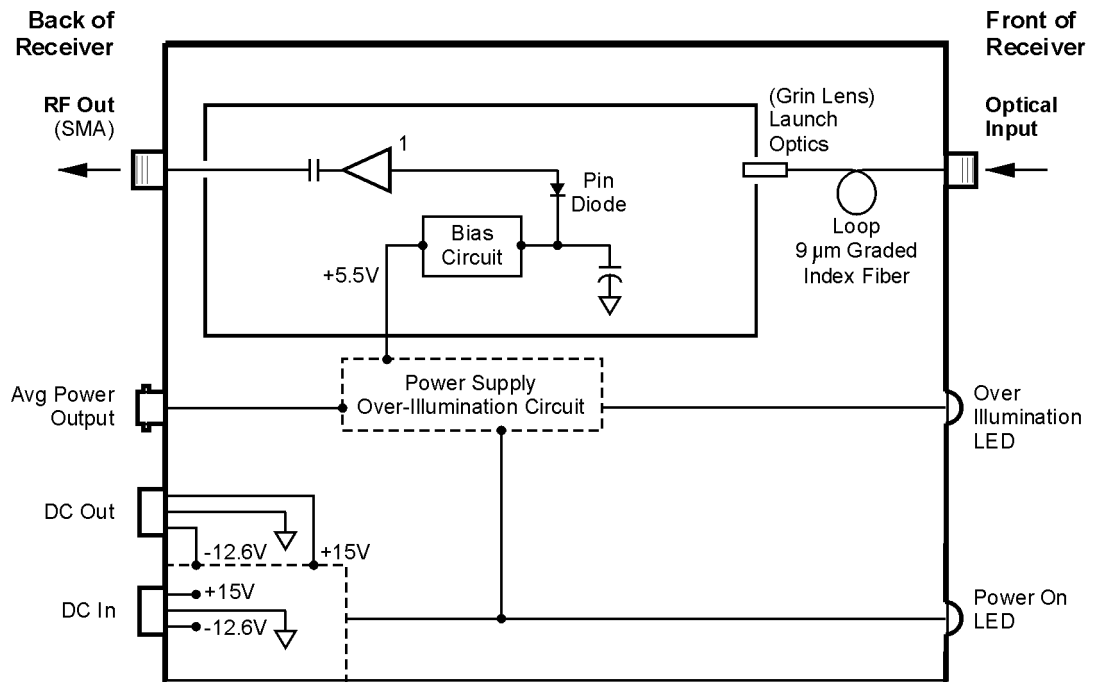 Back of
Receiver
Front of
Receiver
RF Out
(SMA)
1
(Grin Lens)
Launch
Optics
Optical
Input
Pin
Diode
Bias
Circuit
Loop
9 µm Graded
Index Fiber
+5.5V
Avg Power
Output
Power Supply
Over-Illumination Circuit
Over
Illumination
LED
DC Out
-12.6V
+15V
DC In
+15V
-12.6V
Power On
LED